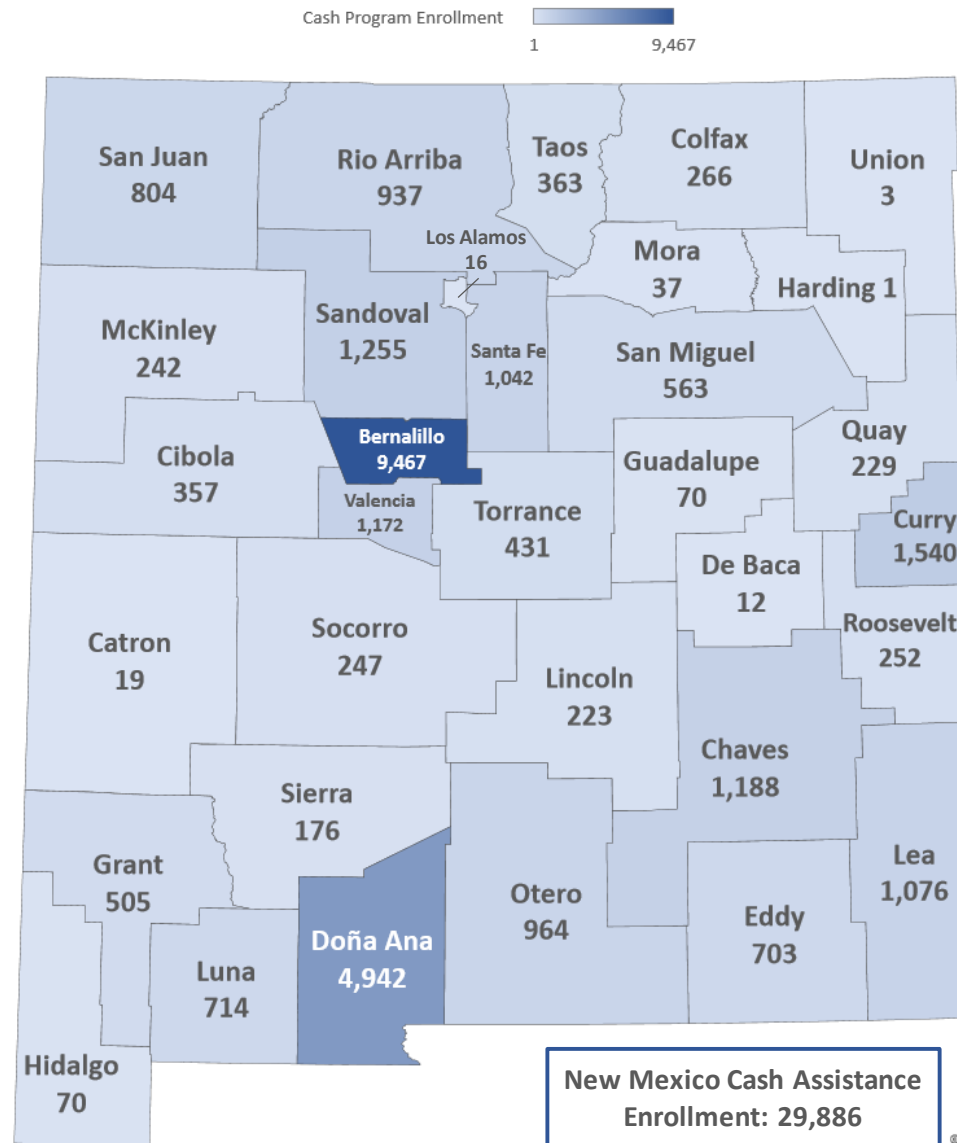 Cash Program Enrollment
1
9,467
San Juan
804
Rio Arriba
937
Taos
363
Colfax
266
Union
3
Los Alamos
16
Mora
37
Harding 1
McKinley
242
Sandoval
1,255
Santa Fe
1,042
San Miguel
563
Bernalillo
9,467
Cibola
357
Valencia
1,172
Torrance
431
Guadalupe
70
Quay
229
Curry
1,540
De Baca
12
Roosevelt
252
Catron
19
Socorro
247
Lincoln
223
Chaves
1,188
Sierra
176
Grant
505
Lea
1,076
Otero
964
Eddy
703
Doña Ana
4,942
Luna
714
Hidalgo
70
New Mexico Cash Assistance
Enrollment: 29,886